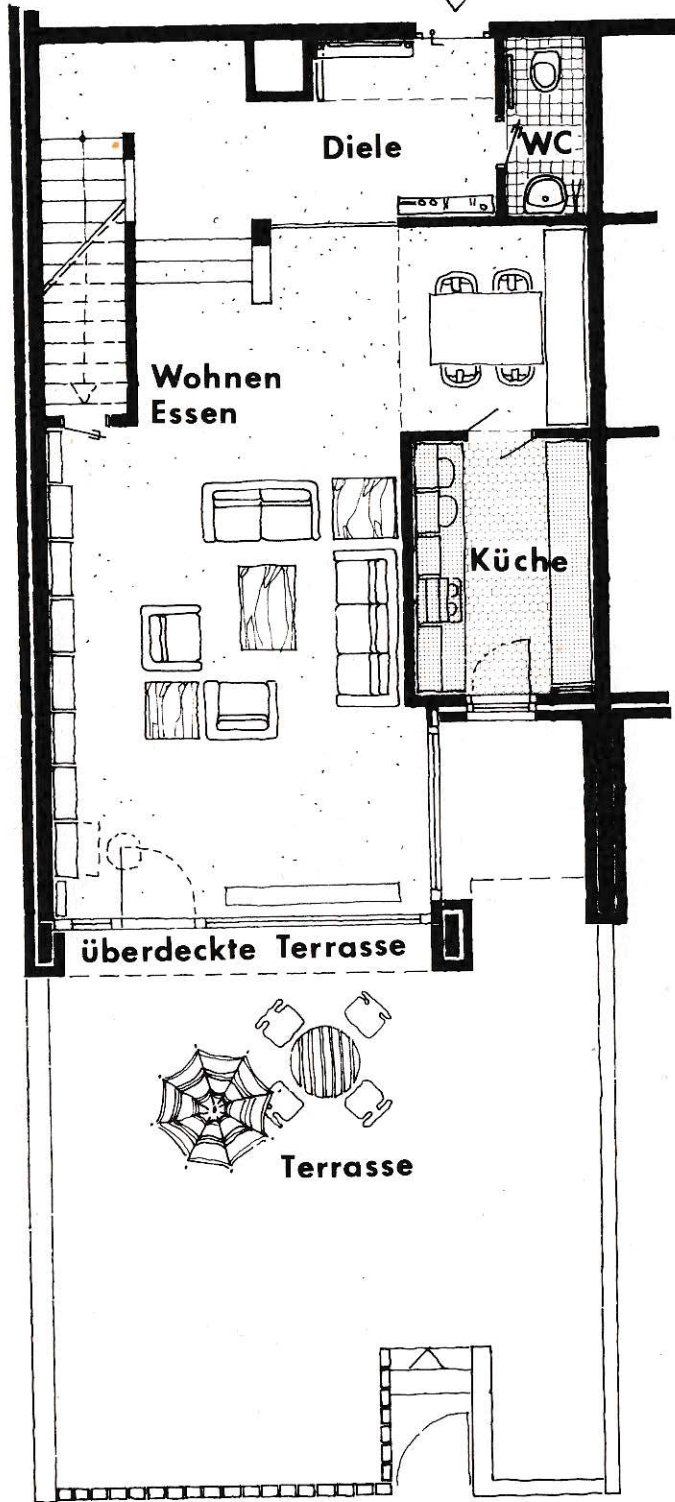 Diele
WC
Wohnen
Essen
Küche
überdeckte Terrasse
Terrasse